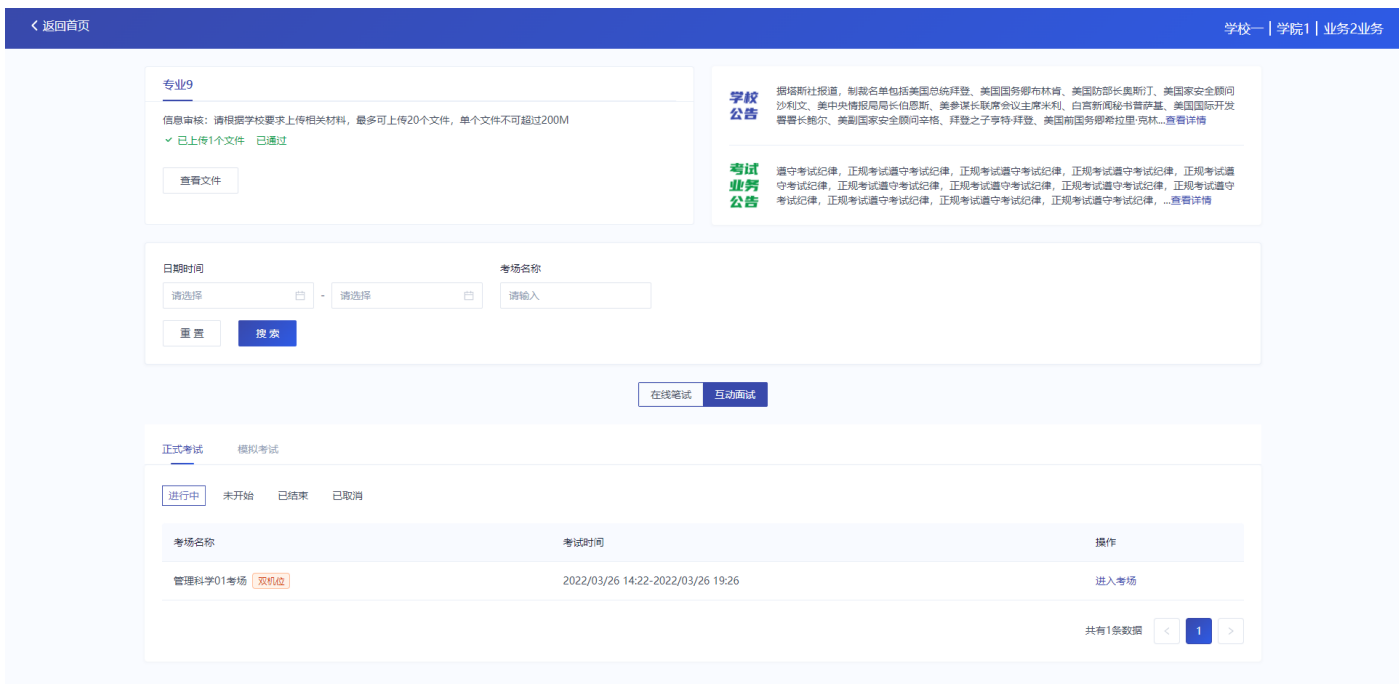 返回首页
学校一 | 学院1 | 业务2业务
专业9
信息审核：请根据学校要求上传相关材料，最多可上传20个文件，单个文件不可超过200M
已上传1个文件 已通过
查看文件
学校
公告
据塔斯社报道，制裁名单包括美国总统拜登、美国国务卿布林肯、美国防部长奥斯汀、美国家安全顾问
沙利文、美中央情报局局长伯恩斯、美参谋长联席会议主席米利、白宫新闻秘书普萨基、美国国际开发
署署长鲍尔、美副国家安全顾问辛格、拜登之子亨特·拜登、美国前国务卿希拉里·克林...查看详情
考试
业务
公告
遵守考试纪律，正规考试遵守考试纪律，正规考试遵守考试纪律，正规考试遵守考试纪律，正规考试遵
守考试纪律，正规考试遵守考试纪律，正规考试遵守考试纪律，正规考试遵守考试纪律，正规考试遵守
考试纪律，正规考试遵守考试纪律，正规考试遵守考试纪律，正规考试遵守考试纪律，...查看详情
日期时间 考场名称
请选择 - 请选择 请输入
重置 搜索
在线笔试 互动面试
正式考试 模拟考试
进行中 未开始 已结束 已取消
考场名称 考试时间 操作
管理科学01考场 双机位 2022/03/26 14:22-2022/03/26 19:26 进入考场
共有1条数据 < 1 >